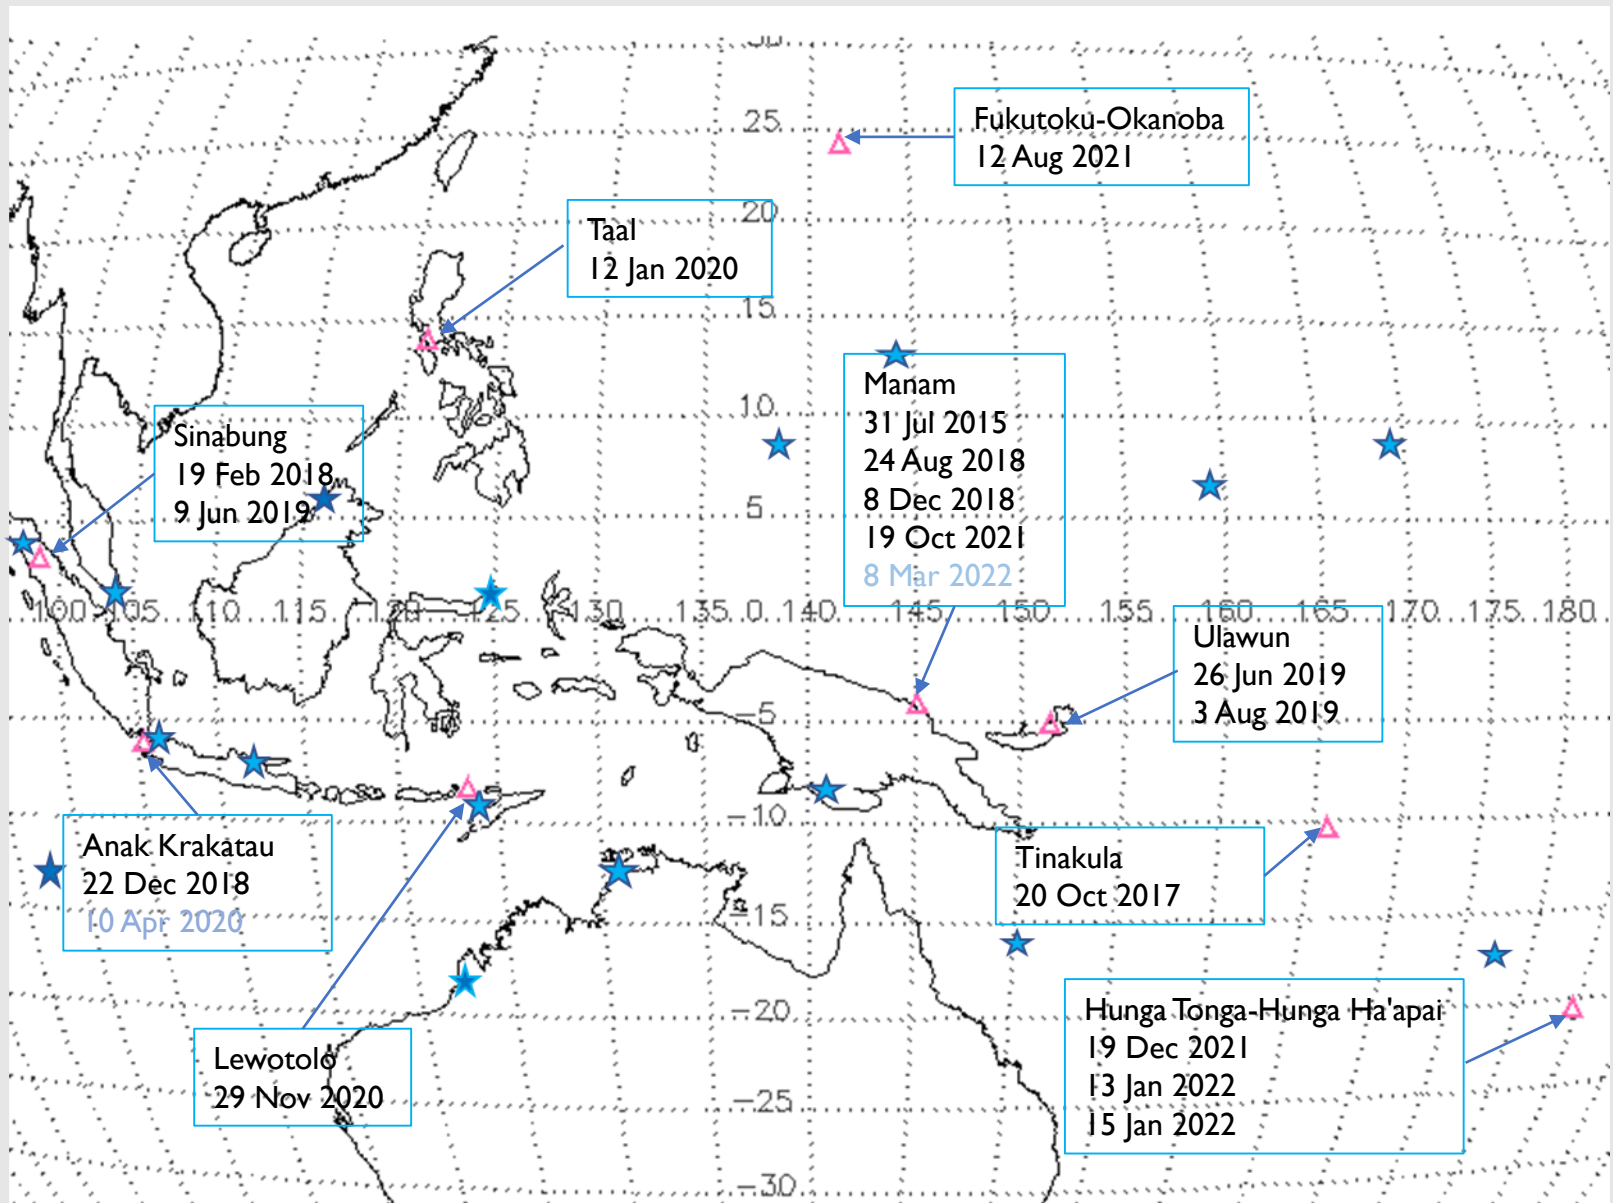 30
25
Fukutoku-Okanoba
12 Aug 2021
20
Taal
12 Jan 2020
15
Manam
31 Jul 2015
24 Aug 2018
8 Dec 2018
19 Oct 2021
8 Mar 2022
10
Sinabung
19 Feb 2018
9 Jun 2019
5
100 105 110 115 120 125 130 135 0 140 145 150 155 160 165 170 175 180
Ulawun
26 Jun 2019
3 Aug 2019
-5
-10
Anak Krakatau
22 Dec 2018
10 Apr 2020
Tinakula
20 Oct 2017
-15
-20
Hunga Tonga-Hunga Ha'apai
19 Dec 2021
13 Jan 2022
15 Jan 2022
Lewotolo
29 Nov 2020
-25
-30